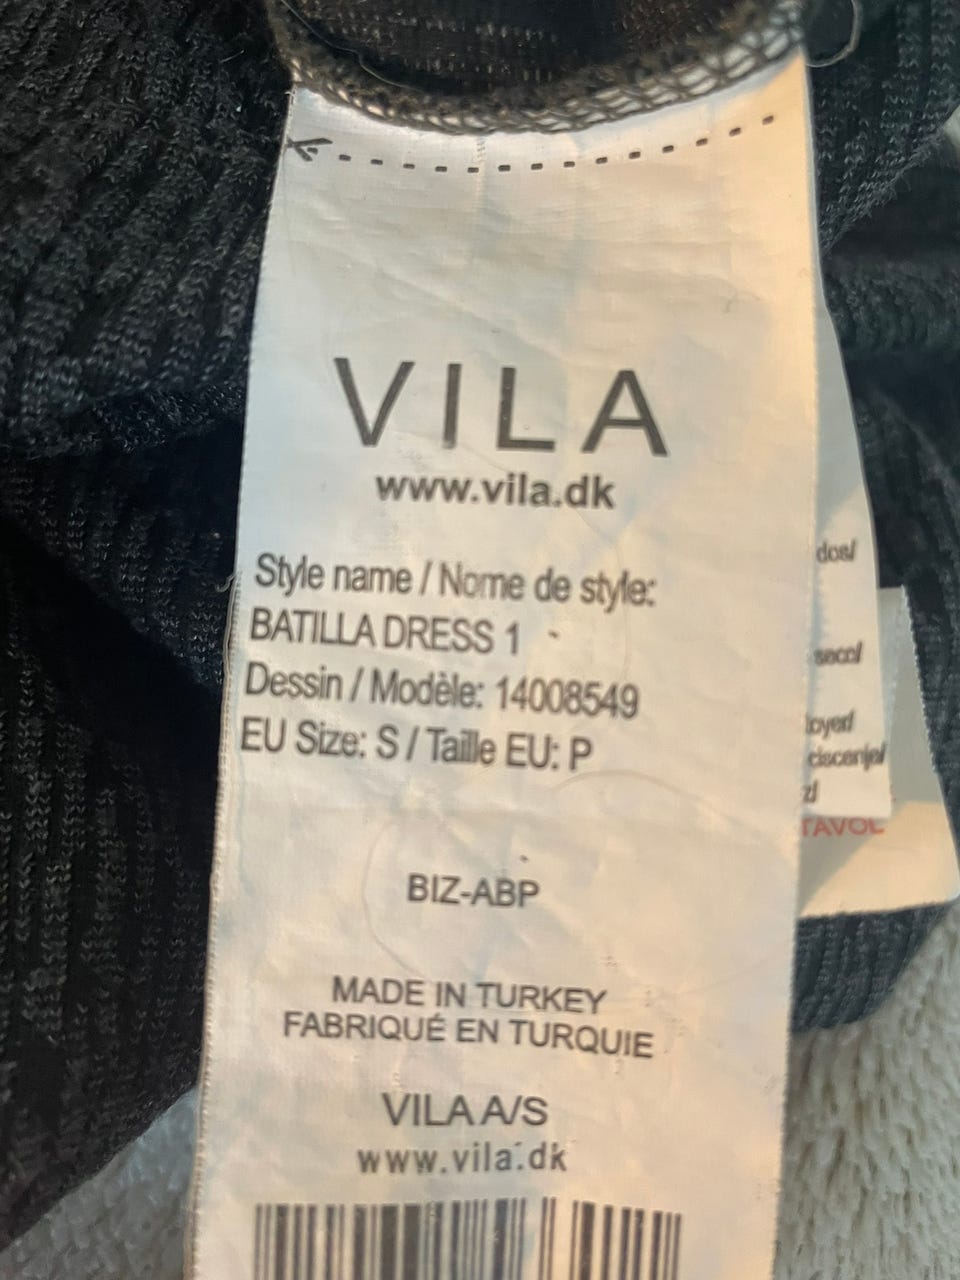 VILA
www.vila.dk
Style name / Nome de style:
BATILLA DRESS 1
Dessin / Modèle: 14008549
EU Size: S / Taille EU: P
BIZ-ABP
MADE IN TURKEY
FABRIQUÉ EN TURQUIE
VILA A/S
www.vila.dk